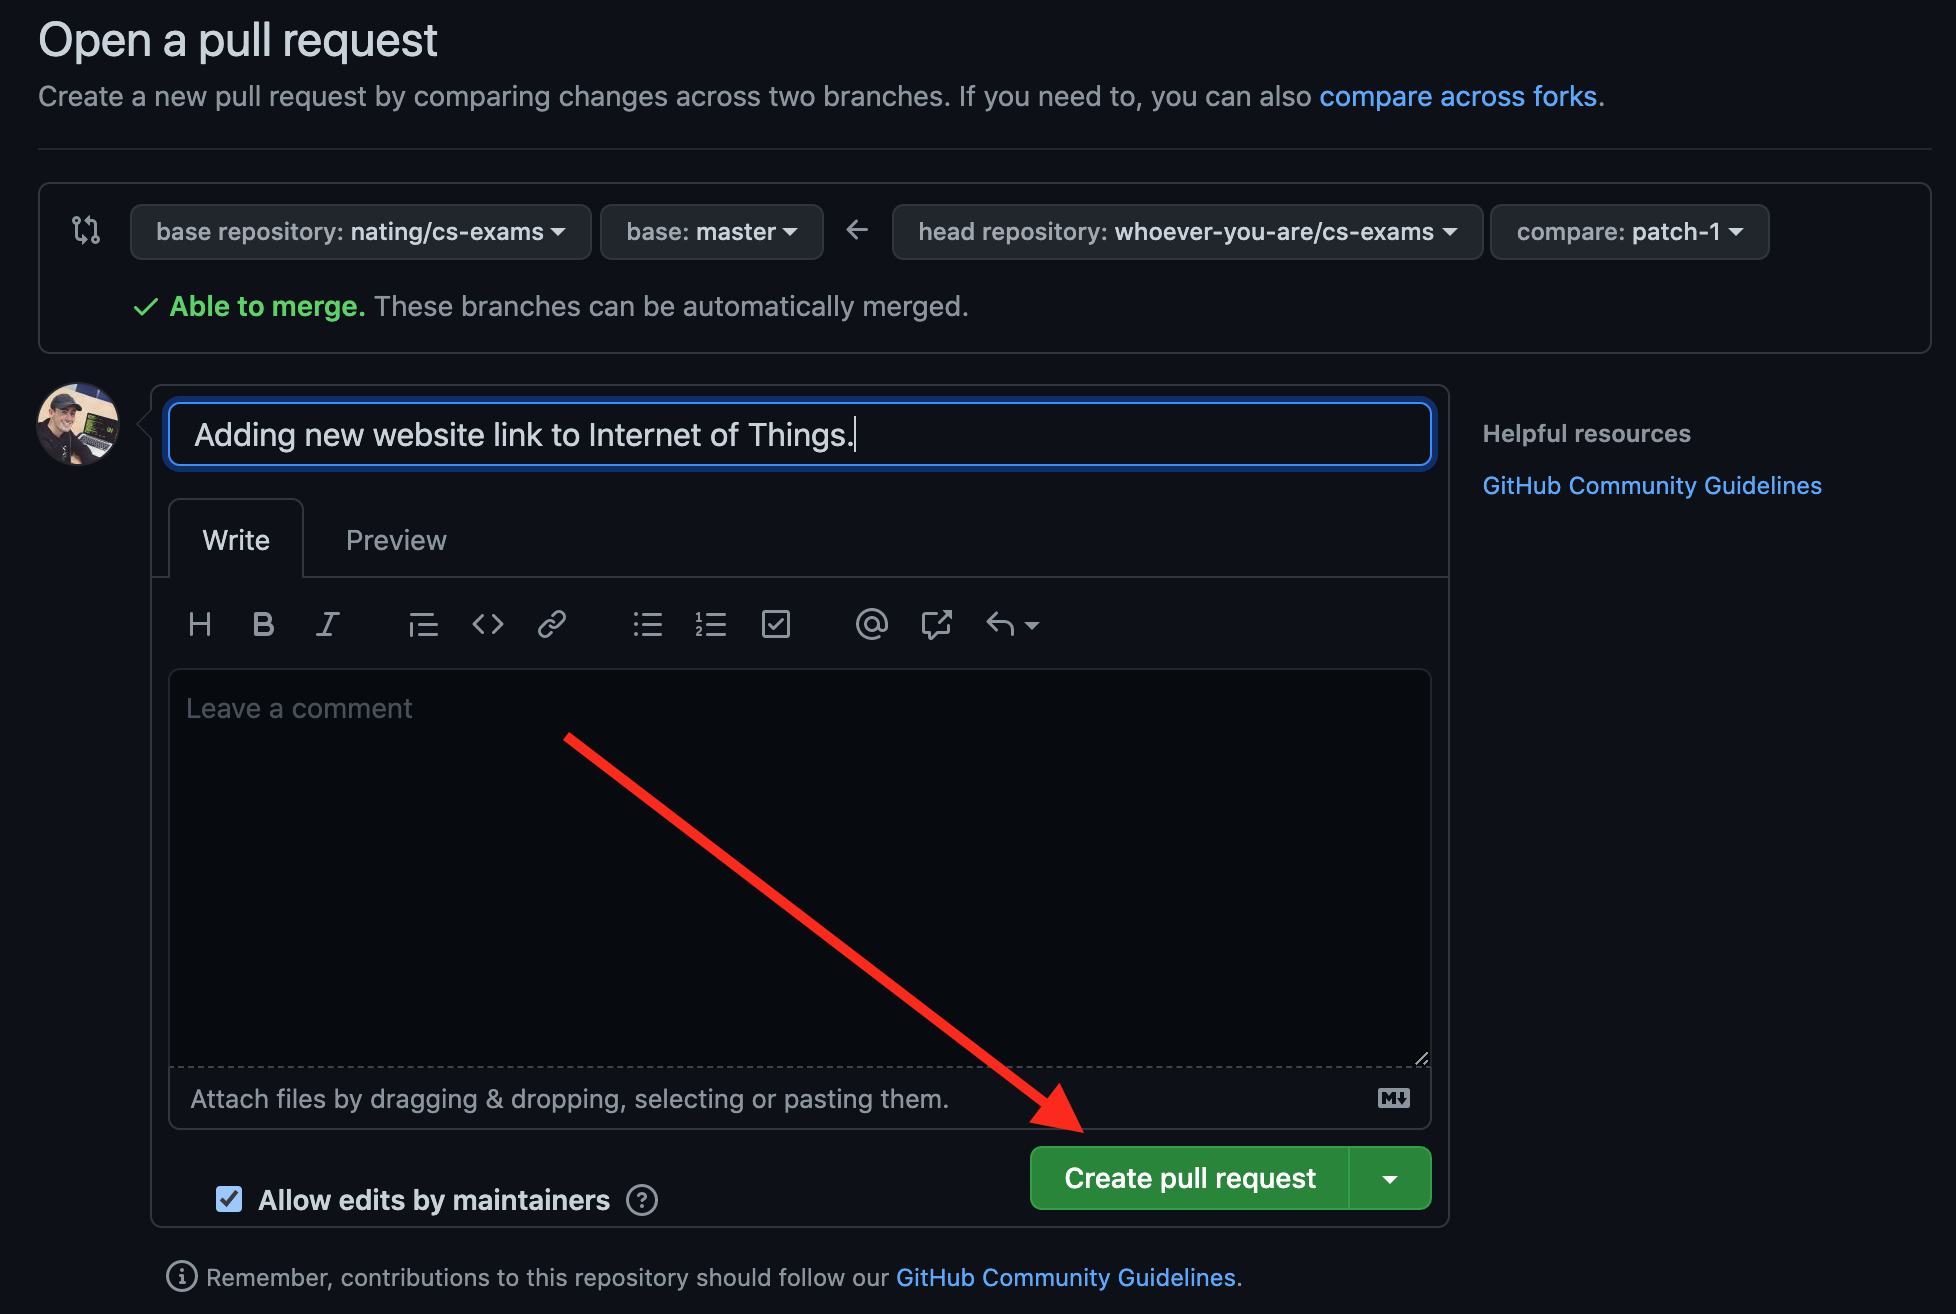 Open a pull request
Create a new pull request by comparing changes across two branches. If you need to, you can also compare across forks.
base repository: nating/cs-exams base: master head repository: whoever-you-are/cs-exams compare: patch-1
Able to merge. These branches can be automatically merged.
Adding new website link to Internet of Things.
Helpful resources
GitHub Community Guidelines
Write Preview
Leave a comment
Attach files by dragging & dropping, selecting or pasting them.
Create pull request
Allow edits by maintainers
Remember, contributions to this repository should follow our GitHub Community Guidelines.